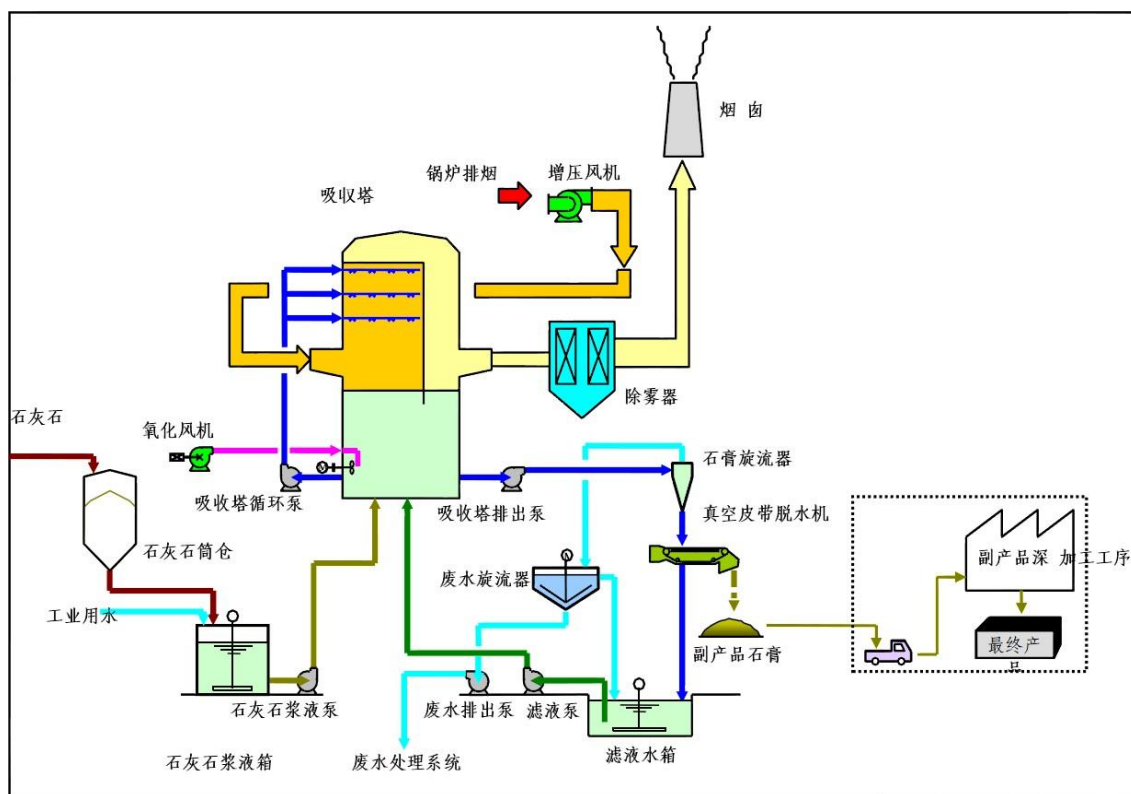 烟 囱
锅炉排烟
增压风机
吸收塔
除雾器
石灰石
氧化风机
石膏旋流器
吸收塔循环泵
吸收塔排出泵
真空皮带脱水机
石灰石筒仓
副产品深 加工工序
废水旋流器
工业用水
最终产
品
副产品石膏
石灰石浆液泵
废水排出泵
滤液泵
石灰石浆液箱
废水处理系统
滤液水箱